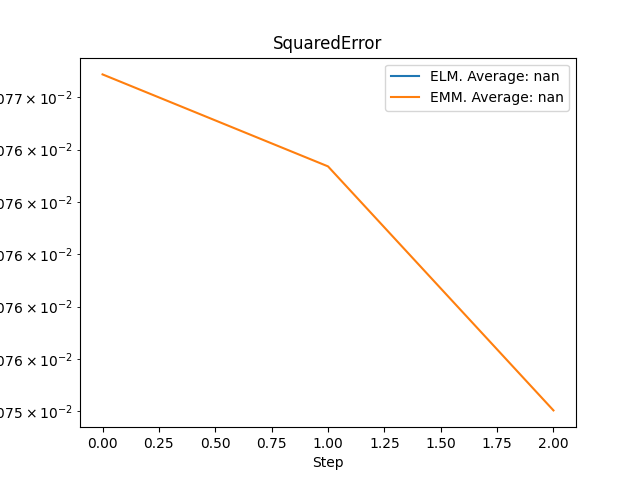 SquaredError
ELM. Average: nan
EMM. Average: nan
077 × 10⁻²
076 × 10⁻²
076 × 10⁻²
076 × 10⁻²
076 × 10⁻²
076 × 10⁻²
075 × 10⁻²
0.00 0.25 0.50 0.75 1.00 1.25 1.50 1.75 2.00
Step